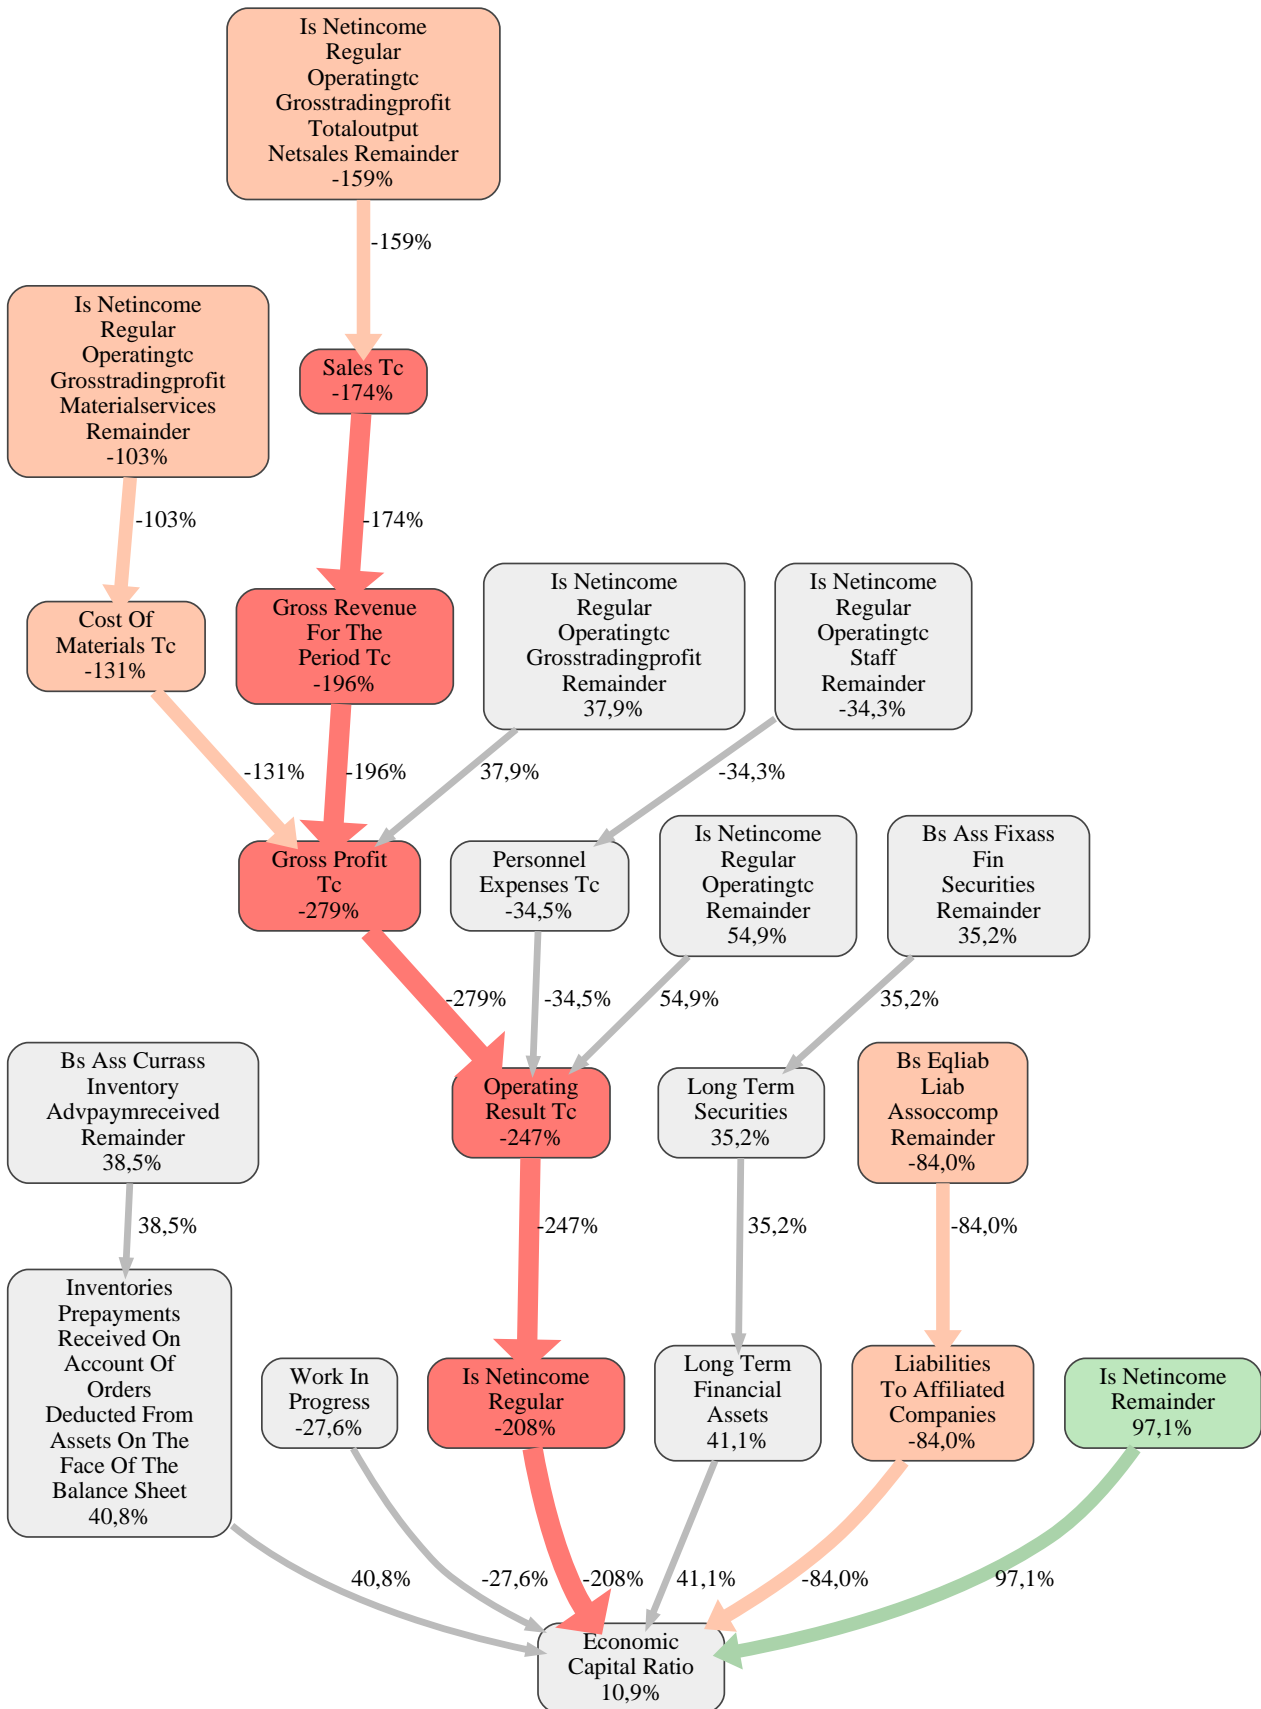 Is Netincome
Regular
Operatingtc
Grosstradingprofit
Totaloutput
Netsales Remainder
-159%
-159%
Is Netincome
Regular
Operatingtc
Grosstradingprofit
Materialservices
Remainder
-103%
Sales Tc
-174%
-103%
-174%
Cost Of
Materials Tc
-131%
Gross Revenue
For The
Period Tc
-196%
Is Netincome
Regular
Operatingtc
Grosstradingprofit
Remainder
37,9%
Is Netincome
Regular
Operatingtc
Staff
Remainder
-34,3%
-131%
-196%
37,9%
-34,3%
Gross Profit
Tc
-279%
Personnel
Expenses Tc
-34,5%
Is Netincome
Regular
Operatingtc
Remainder
54,9%
Bs Ass Fixass
Fin
Securities
Remainder
35,2%
-279%
-34,5%
54,9%
35,2%
Bs Ass Currass
Inventory
Advpaymreceived
Remainder
38,5%
Operating
Result Tc
-247%
Long Term
Securities
35,2%
Bs Eqliab
Liab
Assoccomp
Remainder
-84,0%
38,5%
-247%
35,2%
-84,0%
Inventories
Prepayments
Received On
Account Of
Orders
Deducted From
Assets On The
Face Of The
Balance Sheet
40,8%
Work In
Progress
-27,6%
Is Netincome
Regular
-208%
Long Term
Financial
Assets
41,1%
Liabilities
To Affiliated
Companies
-84,0%
Is Netincome
Remainder
97,1%
40,8%
-27,6%
-208%
41,1%
-84,0%
97,1%
Economic
Capital Ratio
10,9%